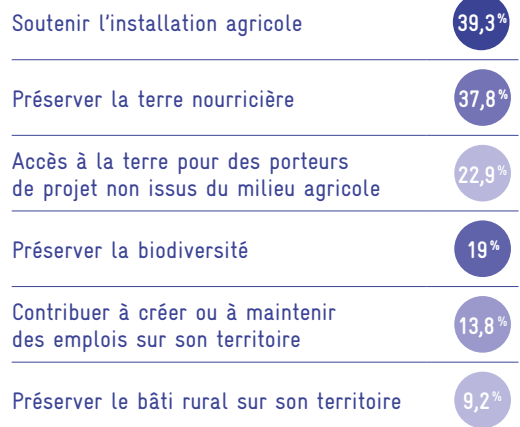 Soutenir l'installation agricole 39,3%
Préserver la terre nourricière 37,8%
Accès à la terre pour des porteurs
de projet non issus du milieu agricole 22,9%
Préserver la biodiversité 19%
Contribuer à créer ou à maintenir
des emplois sur son territoire 13,8%
Préserver le bâti rural sur son territoire 9,2%